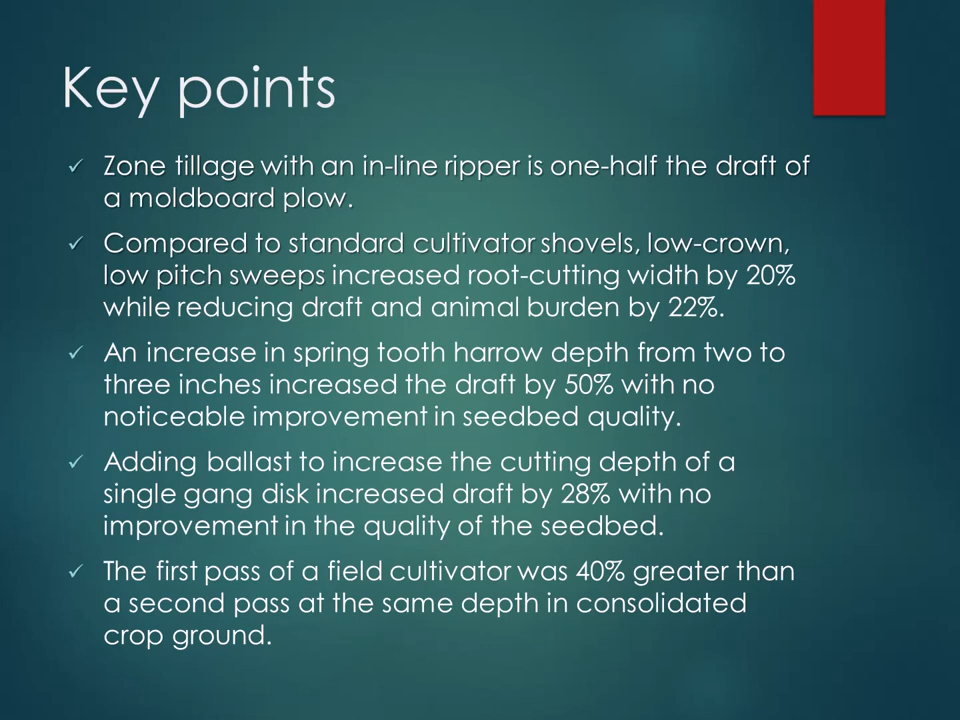 Key points
✓ Zone tillage with an in-line ripper is one-half the draft of
a moldboard plow.
✓ Compared to standard cultivator shovels, low-crown,
low pitch sweeps increased root-cutting width by 20%
while reducing draft and animal burden by 22%.
✓ An increase in spring tooth harrow depth from two to
three inches increased the draft by 50% with no
noticeable improvement in seedbed quality.
✓ Adding ballast to increase the cutting depth of a
single gang disk increased draft by 28% with no
improvement in the quality of the seedbed.
✓ The first pass of a field cultivator was 40% greater than
a second pass at the same depth in consolidated
crop ground.